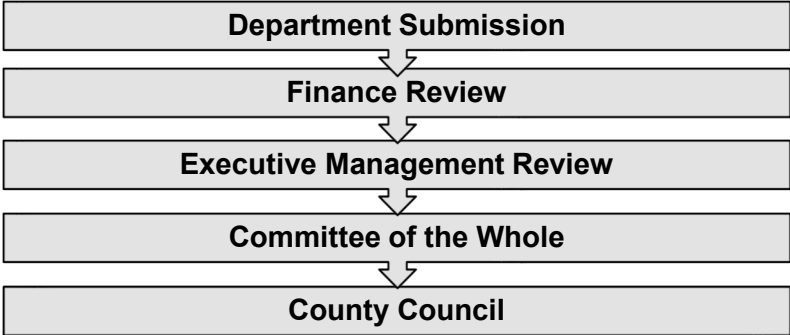 Department Submission
Finance Review
Executive Management Review
Committee of the Whole
County Council